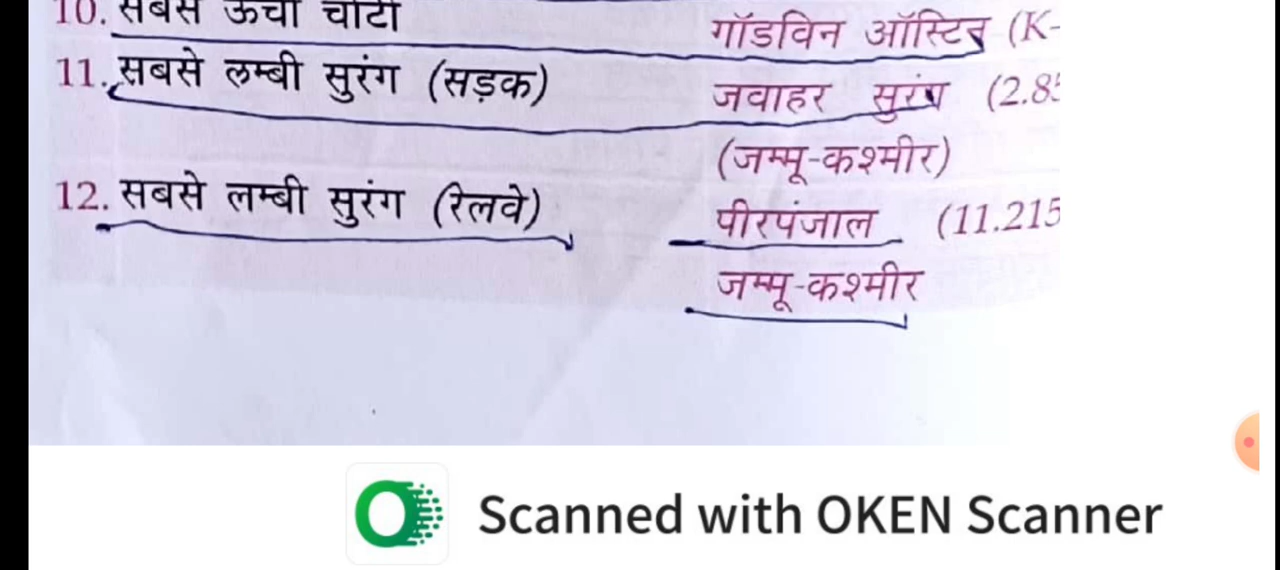 10. सबसे ऊँची चोटी गॉडविन ऑस्टिन (K-
11. सबसे लम्बी सुरंग (सड़क) जवाहर सुरंग (2.85
(जम्मू-कश्मीर)
12. सबसे लम्बी सुरंग (रेलवे) पीरपंजाल (11.215
जम्मू-कश्मीर
Scanned with OKEN Scanner